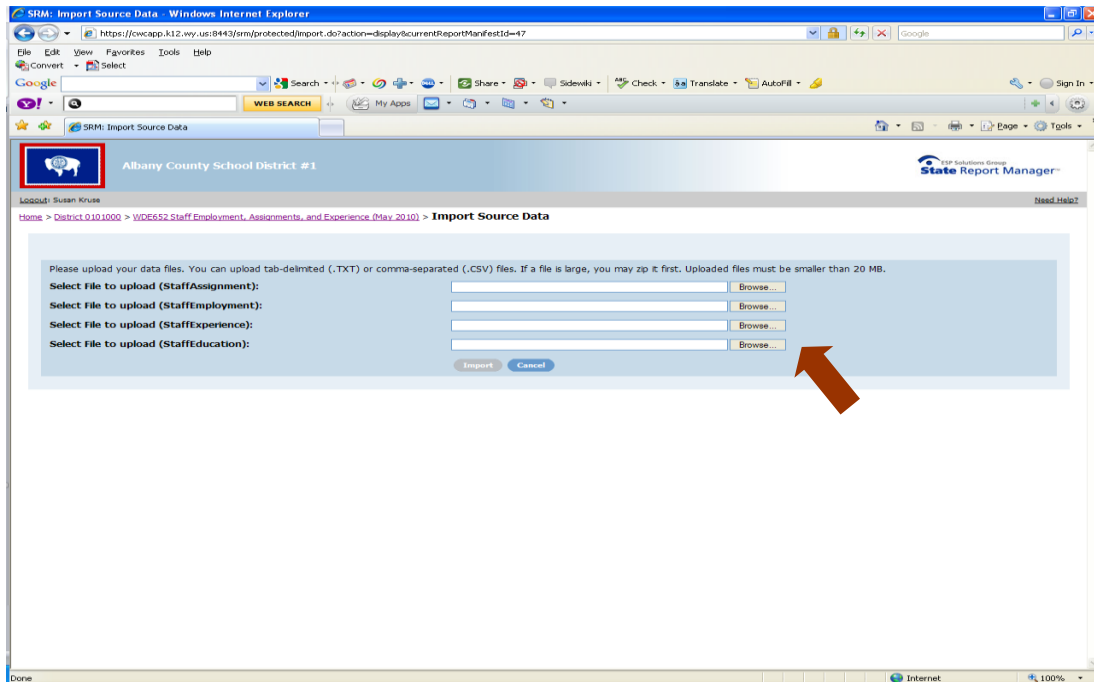 SRM: Import Source Data - Windows Internet Explorer
https://cwcapp.k12.wy.us:8443/srm/protected/import.do?action=display&currentReportManifestId=47
Google
File Edit View Favorites Tools Help
Convert Select
Google Search Share Sidewiki Check Translate AutoFill Sign In
Y! WEB SEARCH My Apps
SRM: Import Source Data Page Tools
Albany County School District #1
ESP Solutions Group
State Report Manager
Logout: Susan Kruse Need Help?
Home > District 0101000 > WDE652 Staff Employment, Assignments, and Experience (May 2010) > Import Source Data
Please upload your data files. You can upload tab-delimited (.TXT) or comma-separated (.CSV) files. If a file is large, you may zip it first. Uploaded files must be smaller than 20 MB.
Select File to upload (StaffAssignment): Browse...
Select File to upload (StaffEmployment): Browse...
Select File to upload (StaffExperience): Browse...
Select File to upload (StaffEducation): Browse...
Import Cancel
Done Internet 100%